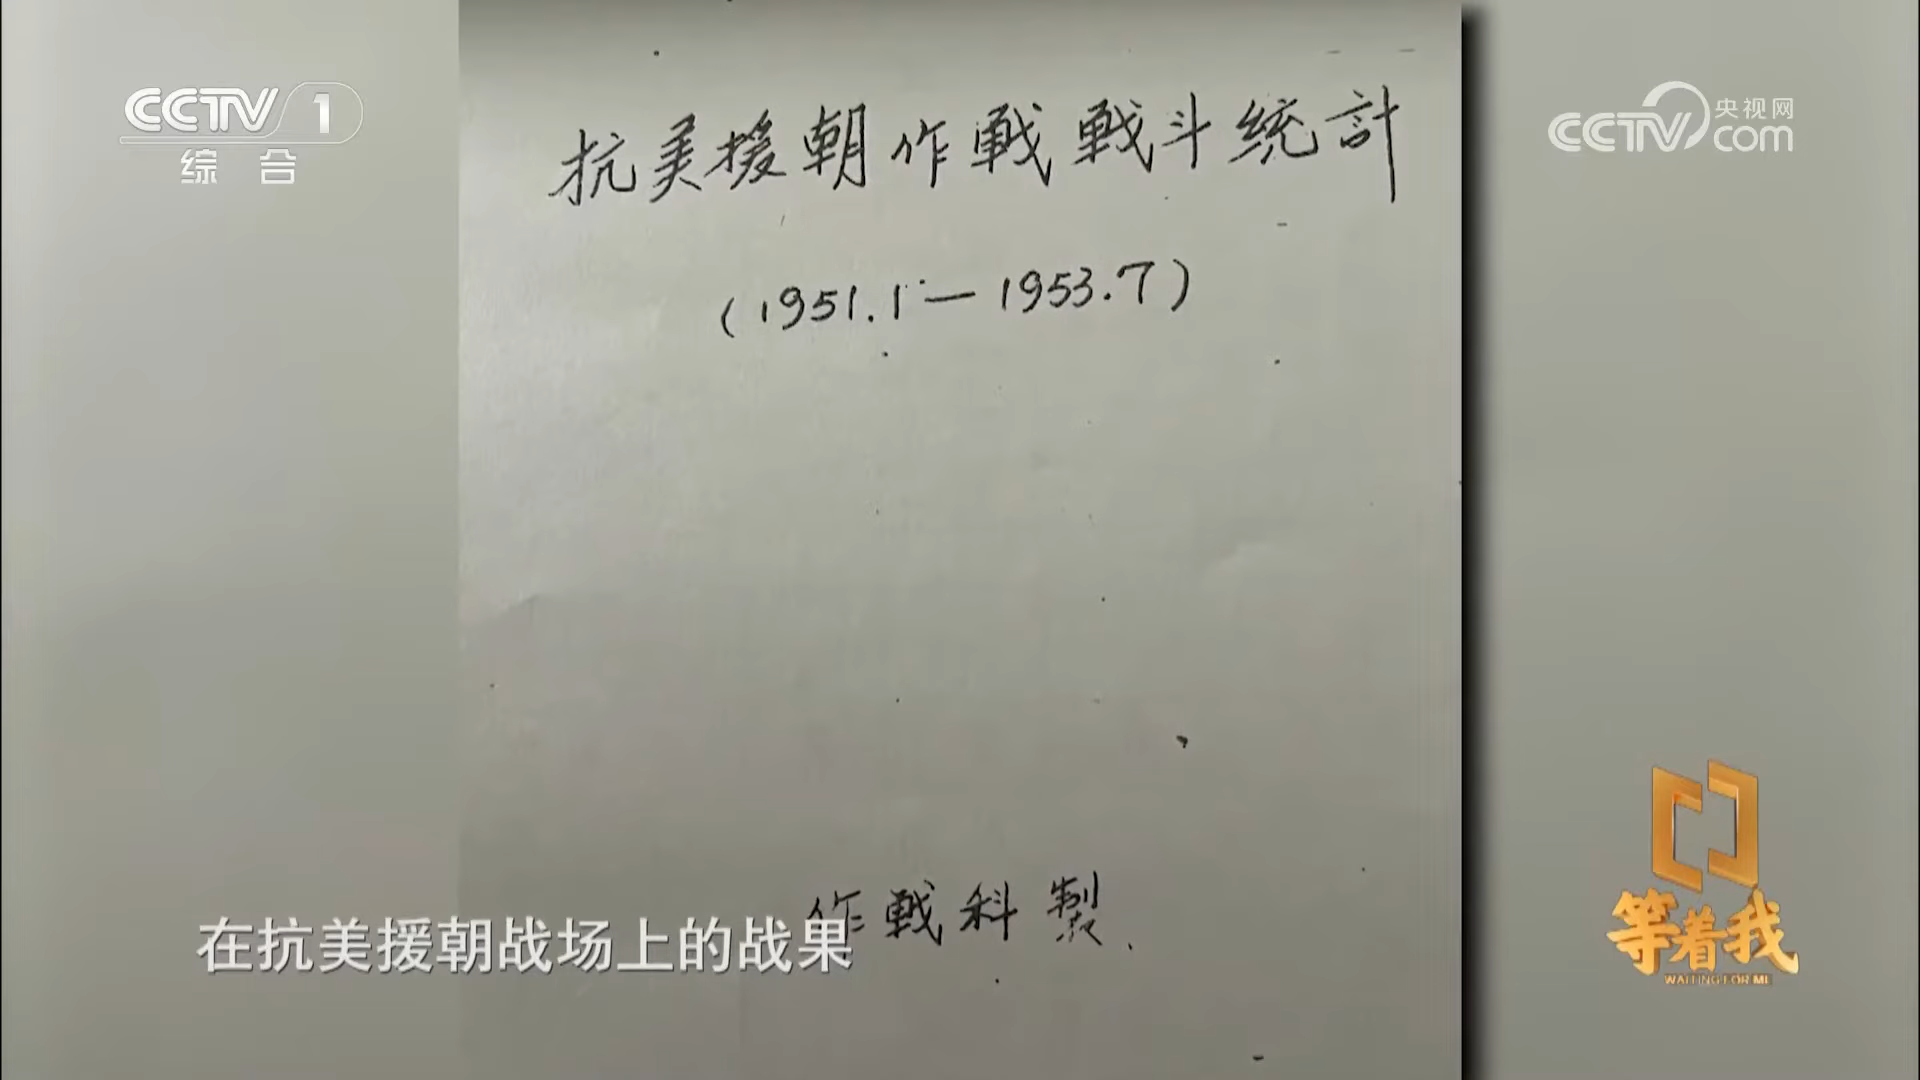 CCTV 1
综合
央视网
CCTV.com
抗美援朝作戰戰斗統計
(1951.1—1953.7)
作戰科製
在抗美援朝战场上的战果
等着我
WAITING FOR ME